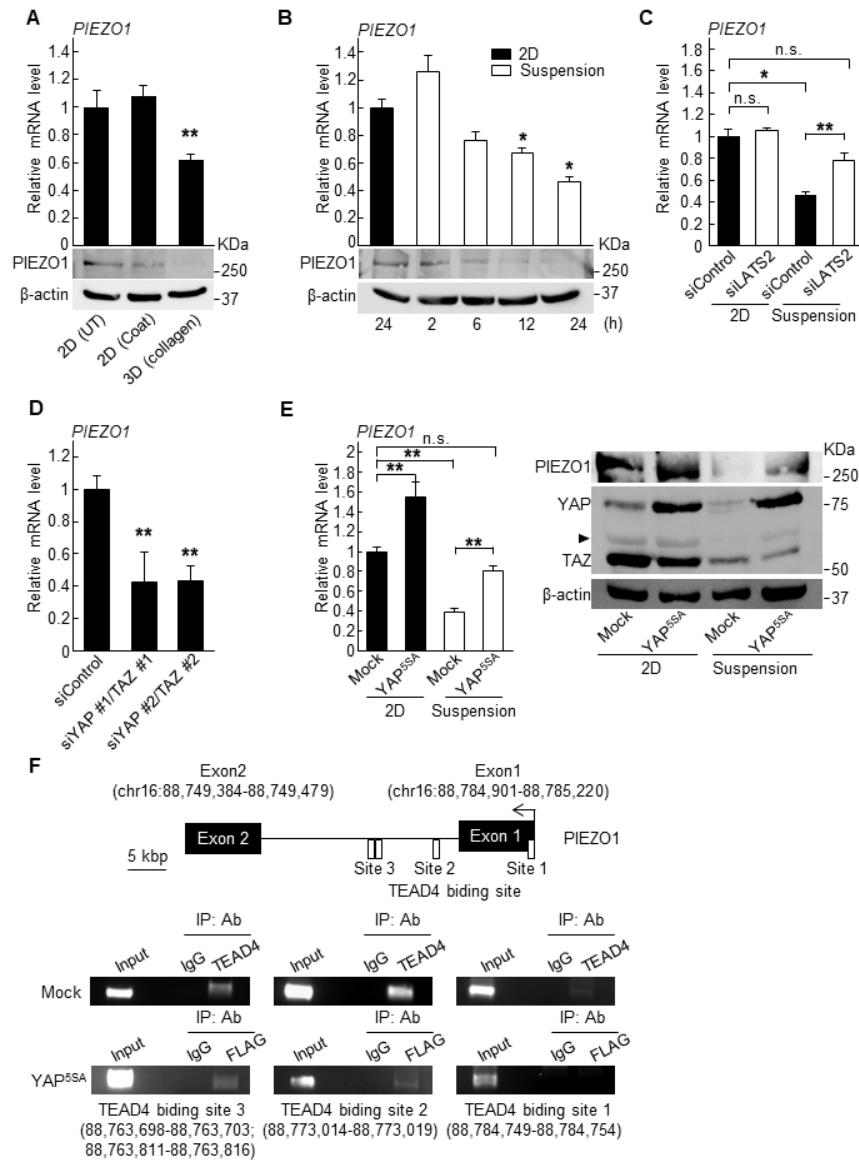 A
PIEZO1
Relative mRNA level
1.4
1.2
1
0.8
0.6
0.4
0.2
0
**
KDa
PIEZO1
-250
β-actin
-37
2D (UT)
2D (Coat)
3D (collagen)
B
PIEZO1
Relative mRNA level
1.4
1.2
1
0.8
0.6
0.4
0.2
0
2D
Suspension
*
*
KDa
PIEZO1
-250
β-actin
-37
24 2 6 12 24 (h)
C
PIEZO1
Relative mRNA level
1.8
1.6
1.4
1.2
1
0.8
0.6
0.4
0.2
0
n.s.
*
n.s.
**
siControl
siLATS2
siControl
siLATS2
2D Suspension
D
PIEZO1
Relative mRNA level
1.4
1.2
1
0.8
0.6
0.4
0.2
0
**
**
siControl
siYAP #1/TAZ #1
siYAP #2/TAZ #2
E
PIEZO1
Relative mRNA level
2
1.8
1.6
1.4
1.2
1
0.8
0.6
0.4
0.2
0
n.s.
**
**
**
Mock
YAP5SA
Mock
YAP5SA
2D Suspension
KDa
PIEZO1
-250
YAP
-75
TAZ
-50
β-actin
-37
Mock
YAP5SA
Mock
YAP5SA
2D Suspension
F
Exon2
(chr16:88,749,384-88,749,479)
Exon1
(chr16:88,784,901-88,785,220)
Exon 2
Exon 1
PIEZO1
5 kbp
Site 3 Site 2 Site 1
TEAD4 biding site
IP: Ab IP: Ab IP: Ab
Input IgG TEAD4 Input IgG TEAD4 Input IgG TEAD4
Mock
IP: Ab IP: Ab IP: Ab
Input IgG FLAG Input IgG FLAG Input IgG FLAG
YAP5SA
TEAD4 biding site 3 TEAD4 biding site 2 TEAD4 biding site 1
(88,763,698-88,763,703; (88,773,014-88,773,019) (88,784,749-88,784,754)
88,763,811-88,763,816)